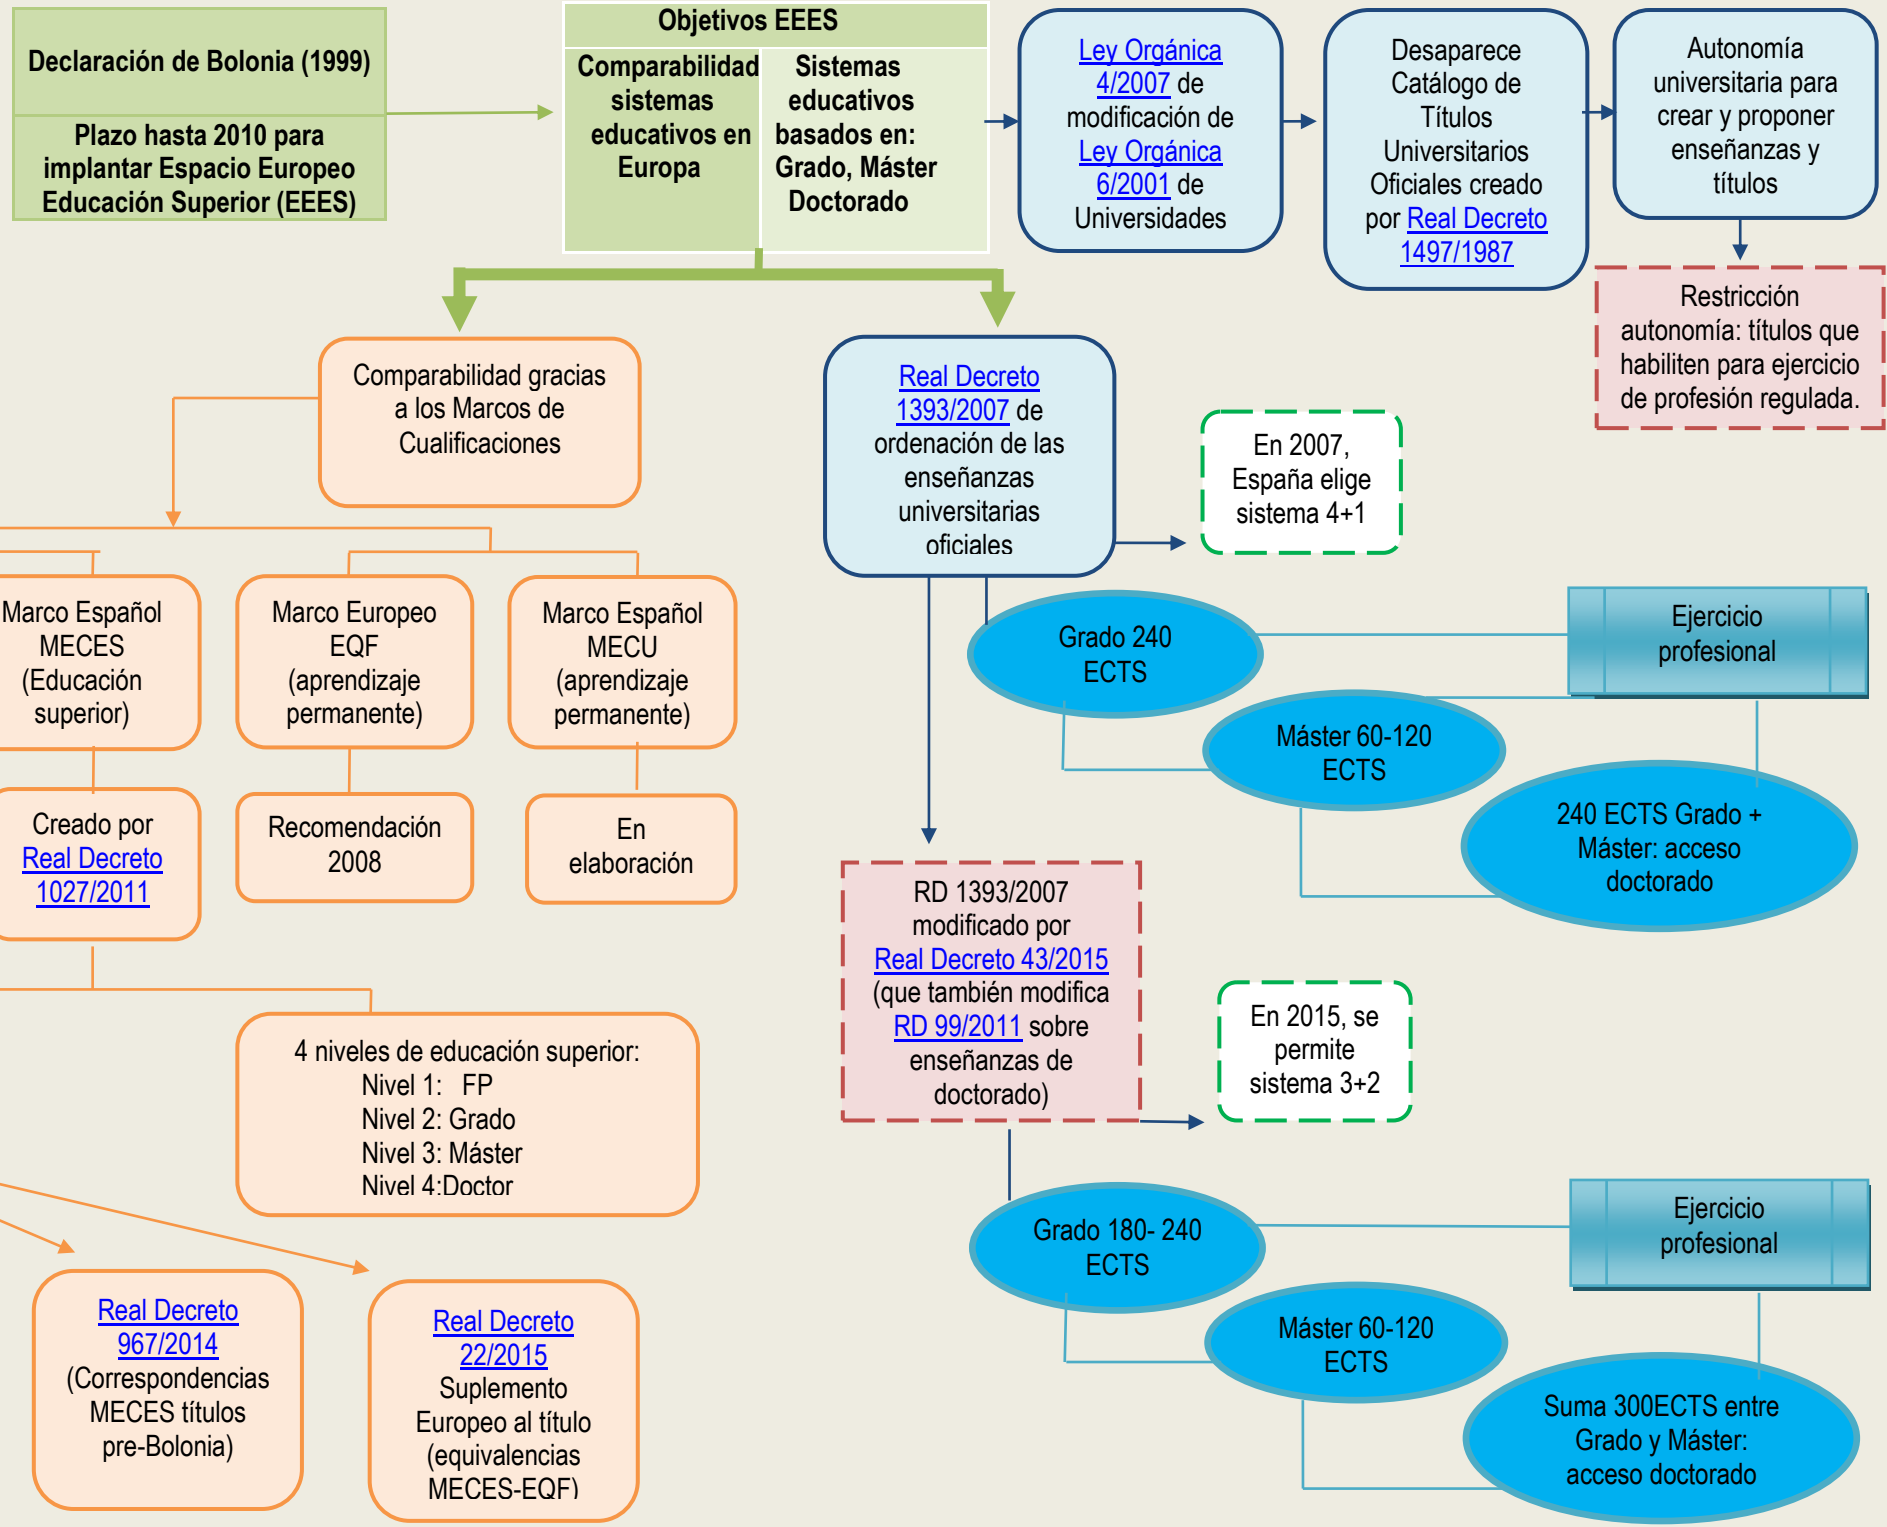 Declaración de Bolonia (1999)
Plazo hasta 2010 para
implantar Espacio Europeo
Educación Superior (EEES)
Objetivos EEES
Comparabilidad
sistemas
educativos en
Europa
Sistemas
educativos
basados en:
Grado, Máster
Doctorado
Ley Orgánica
4/2007 de
modificación de
Ley Orgánica
6/2001 de
Universidades
Desaparece
Catálogo de
Títulos
Universitarios
Oficiales creado
por Real Decreto
1497/1987
Autonomía
universitaria para
crear y proponer
enseñanzas y
títulos
Restricción
autonomía: títulos que
habiliten para ejercicio
de profesión regulada.
Comparabilidad gracias
a los Marcos de
Cualificaciones
Real Decreto
1393/2007 de
ordenación de las
enseñanzas
universitarias
oficiales
En 2007,
España elige
sistema 4+1
Marco Español
MECES
(Educación
superior)
Marco Europeo
EQF
(aprendizaje
permanente)
Marco Español
MECU
(aprendizaje
permanente)
Grado 240
ECTS
Ejercicio
profesional
Máster 60-120
ECTS
240 ECTS Grado +
Máster: acceso
doctorado
Creado por
Real Decreto
1027/2011
Recomendación
2008
En
elaboración
RD 1393/2007
modificado por
Real Decreto 43/2015
(que también modifica
RD 99/2011 sobre
enseñanzas de
doctorado)
En 2015, se
permite
sistema 3+2
4 niveles de educación superior:
Nivel 1: FP
Nivel 2: Grado
Nivel 3: Máster
Nivel 4:Doctor
Grado 180- 240
ECTS
Ejercicio
profesional
Máster 60-120
ECTS
Suma 300ECTS entre
Grado y Máster:
acceso doctorado
Real Decreto
967/2014
(Correspondencias
MECES títulos
pre-Bolonia)
Real Decreto
22/2015
Suplemento
Europeo al título
(equivalencias
MECES-EQF)